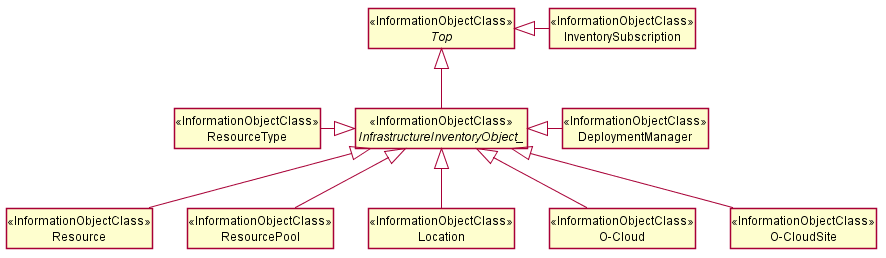 «InformationObjectClass»
Top
«InformationObjectClass»
InventorySubscription
«InformationObjectClass»
ResourceType
«InformationObjectClass»
InfrastructureInventoryObject_
«InformationObjectClass»
DeploymentManager
«InformationObjectClass»
Resource
«InformationObjectClass»
ResourcePool
«InformationObjectClass»
Location
«InformationObjectClass»
O-Cloud
«InformationObjectClass»
O-CloudSite